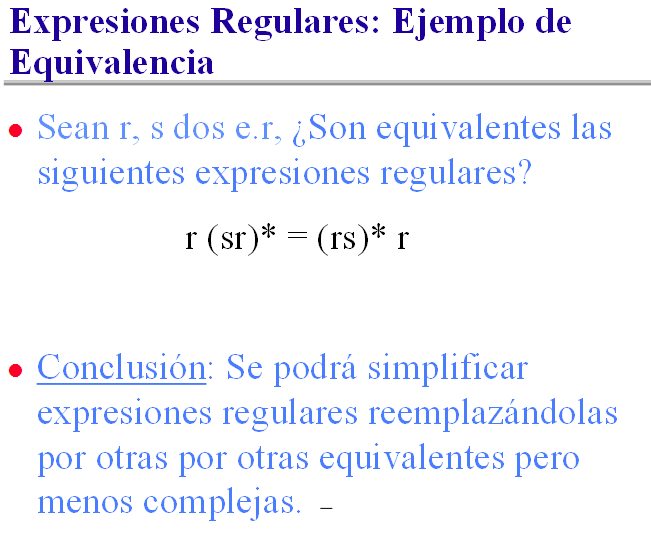 Expresiones Regulares: Ejemplo de
Equivalencia
• Sean r, s dos e.r, ¿Son equivalentes las
siguientes expresiones regulares?
r (sr)* = (rs)* r
• Conclusión: Se podrá simplificar
expresiones regulares reemplazándolas
por otras por otras equivalentes pero
menos complejas. –